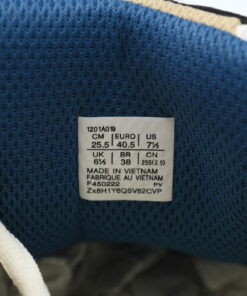 1201A019
CM EURO US
25.5 40.5 7½
UK BR CN
6½ 38 255(2.5)
MADE IN VIETNAM
FABRIQUE AU VIETNAM
F450222 PV
Zx8H1Y6QSV62CVP